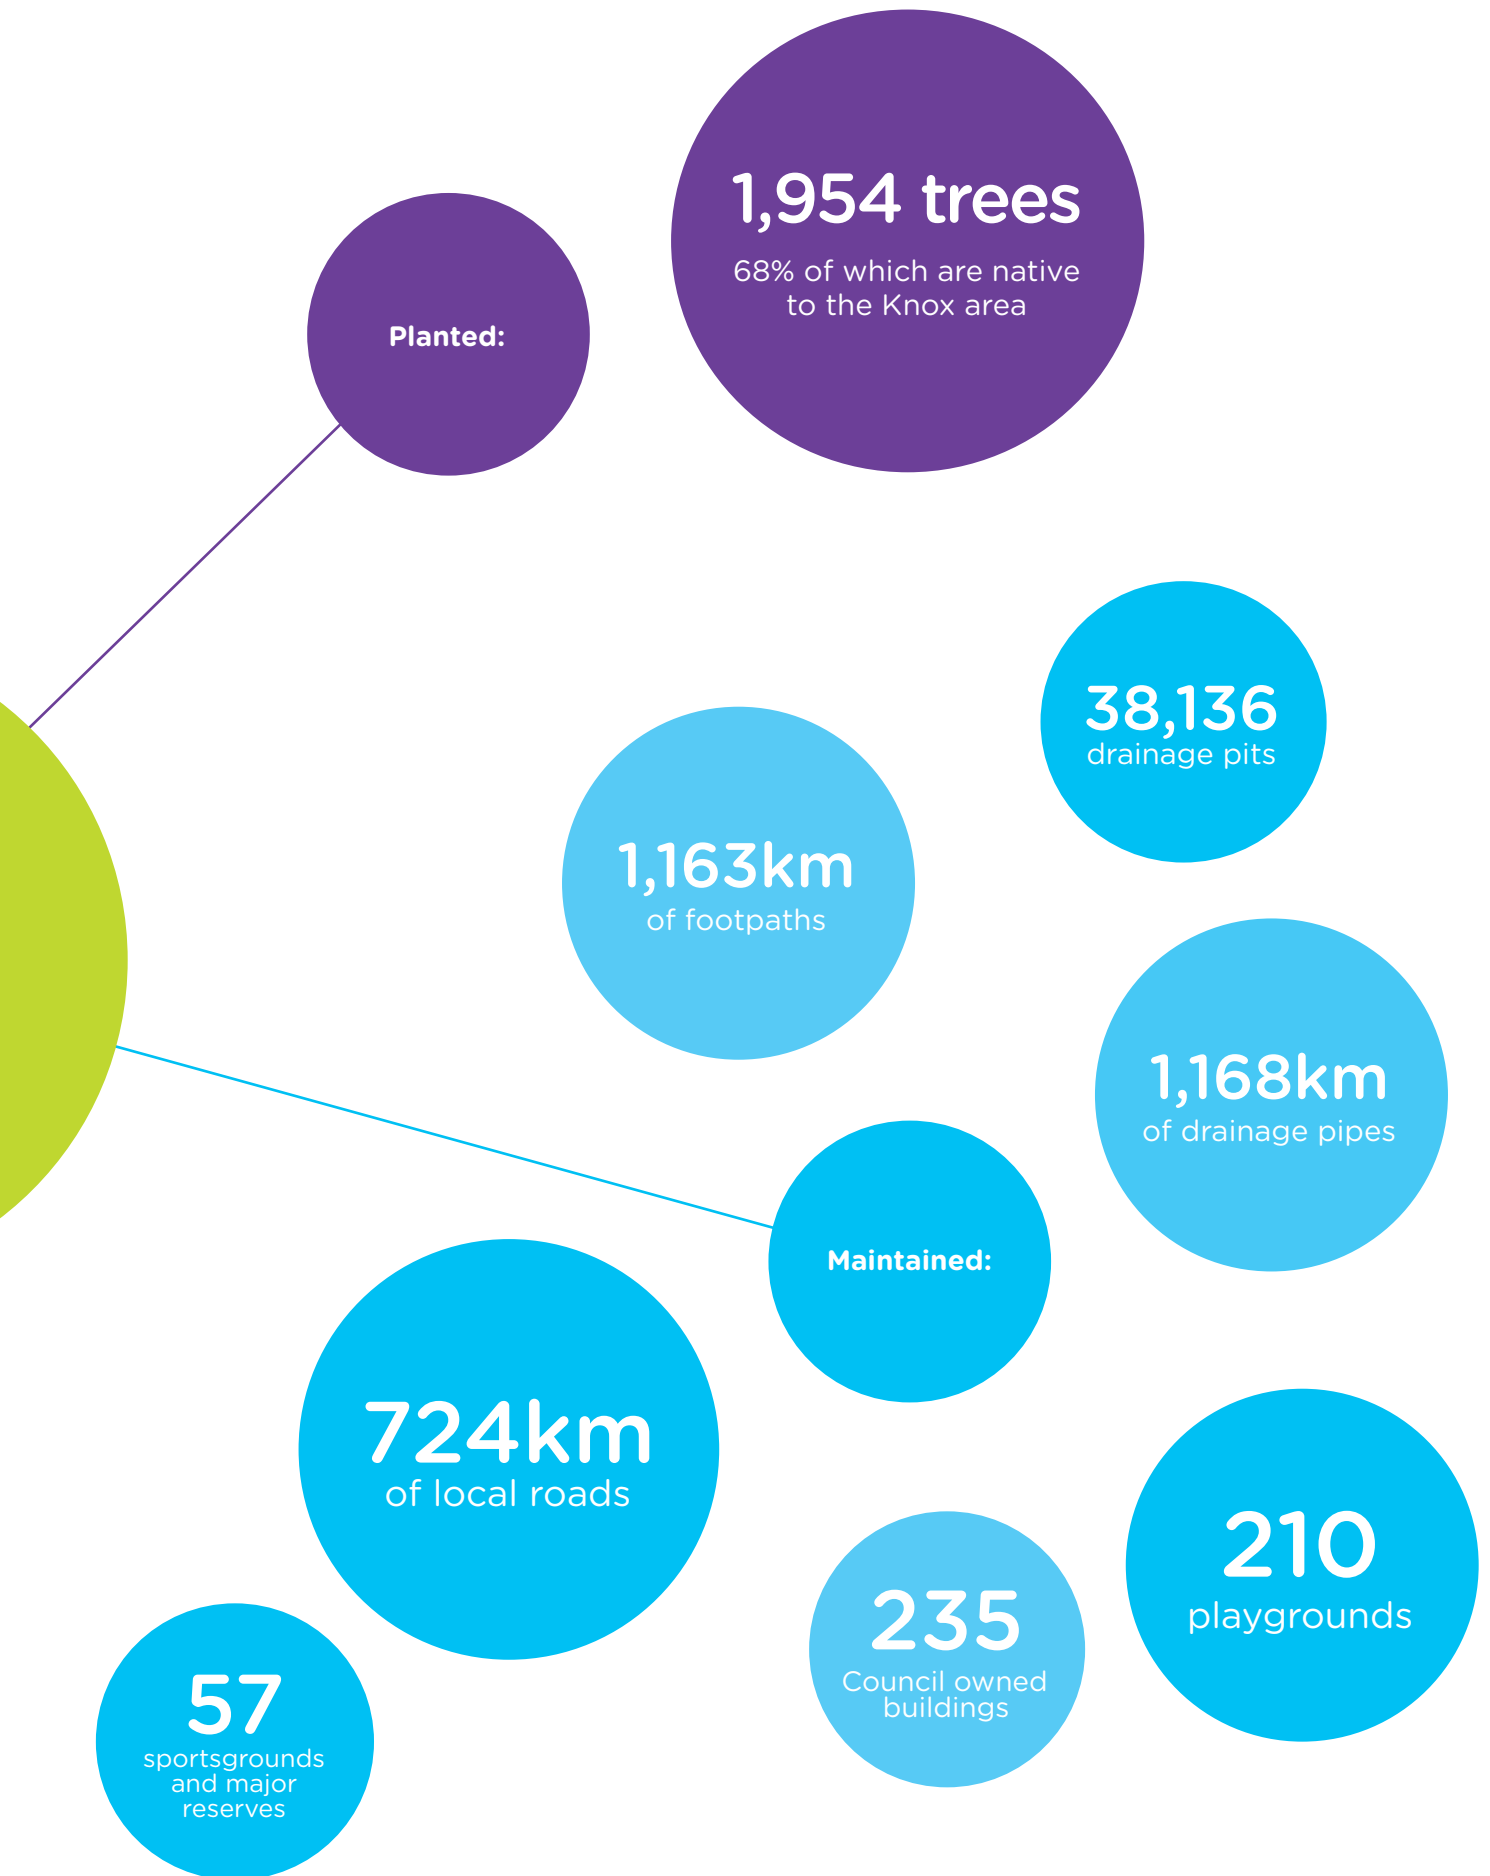 Planted:
1,954 trees
68% of which are native
to the Knox area
38,136
drainage pits
1,163km
of footpaths
1,168km
of drainage pipes
Maintained:
724km
of local roads
210
playgrounds
235
Council owned
buildings
57
sportsgrounds
and major
reserves